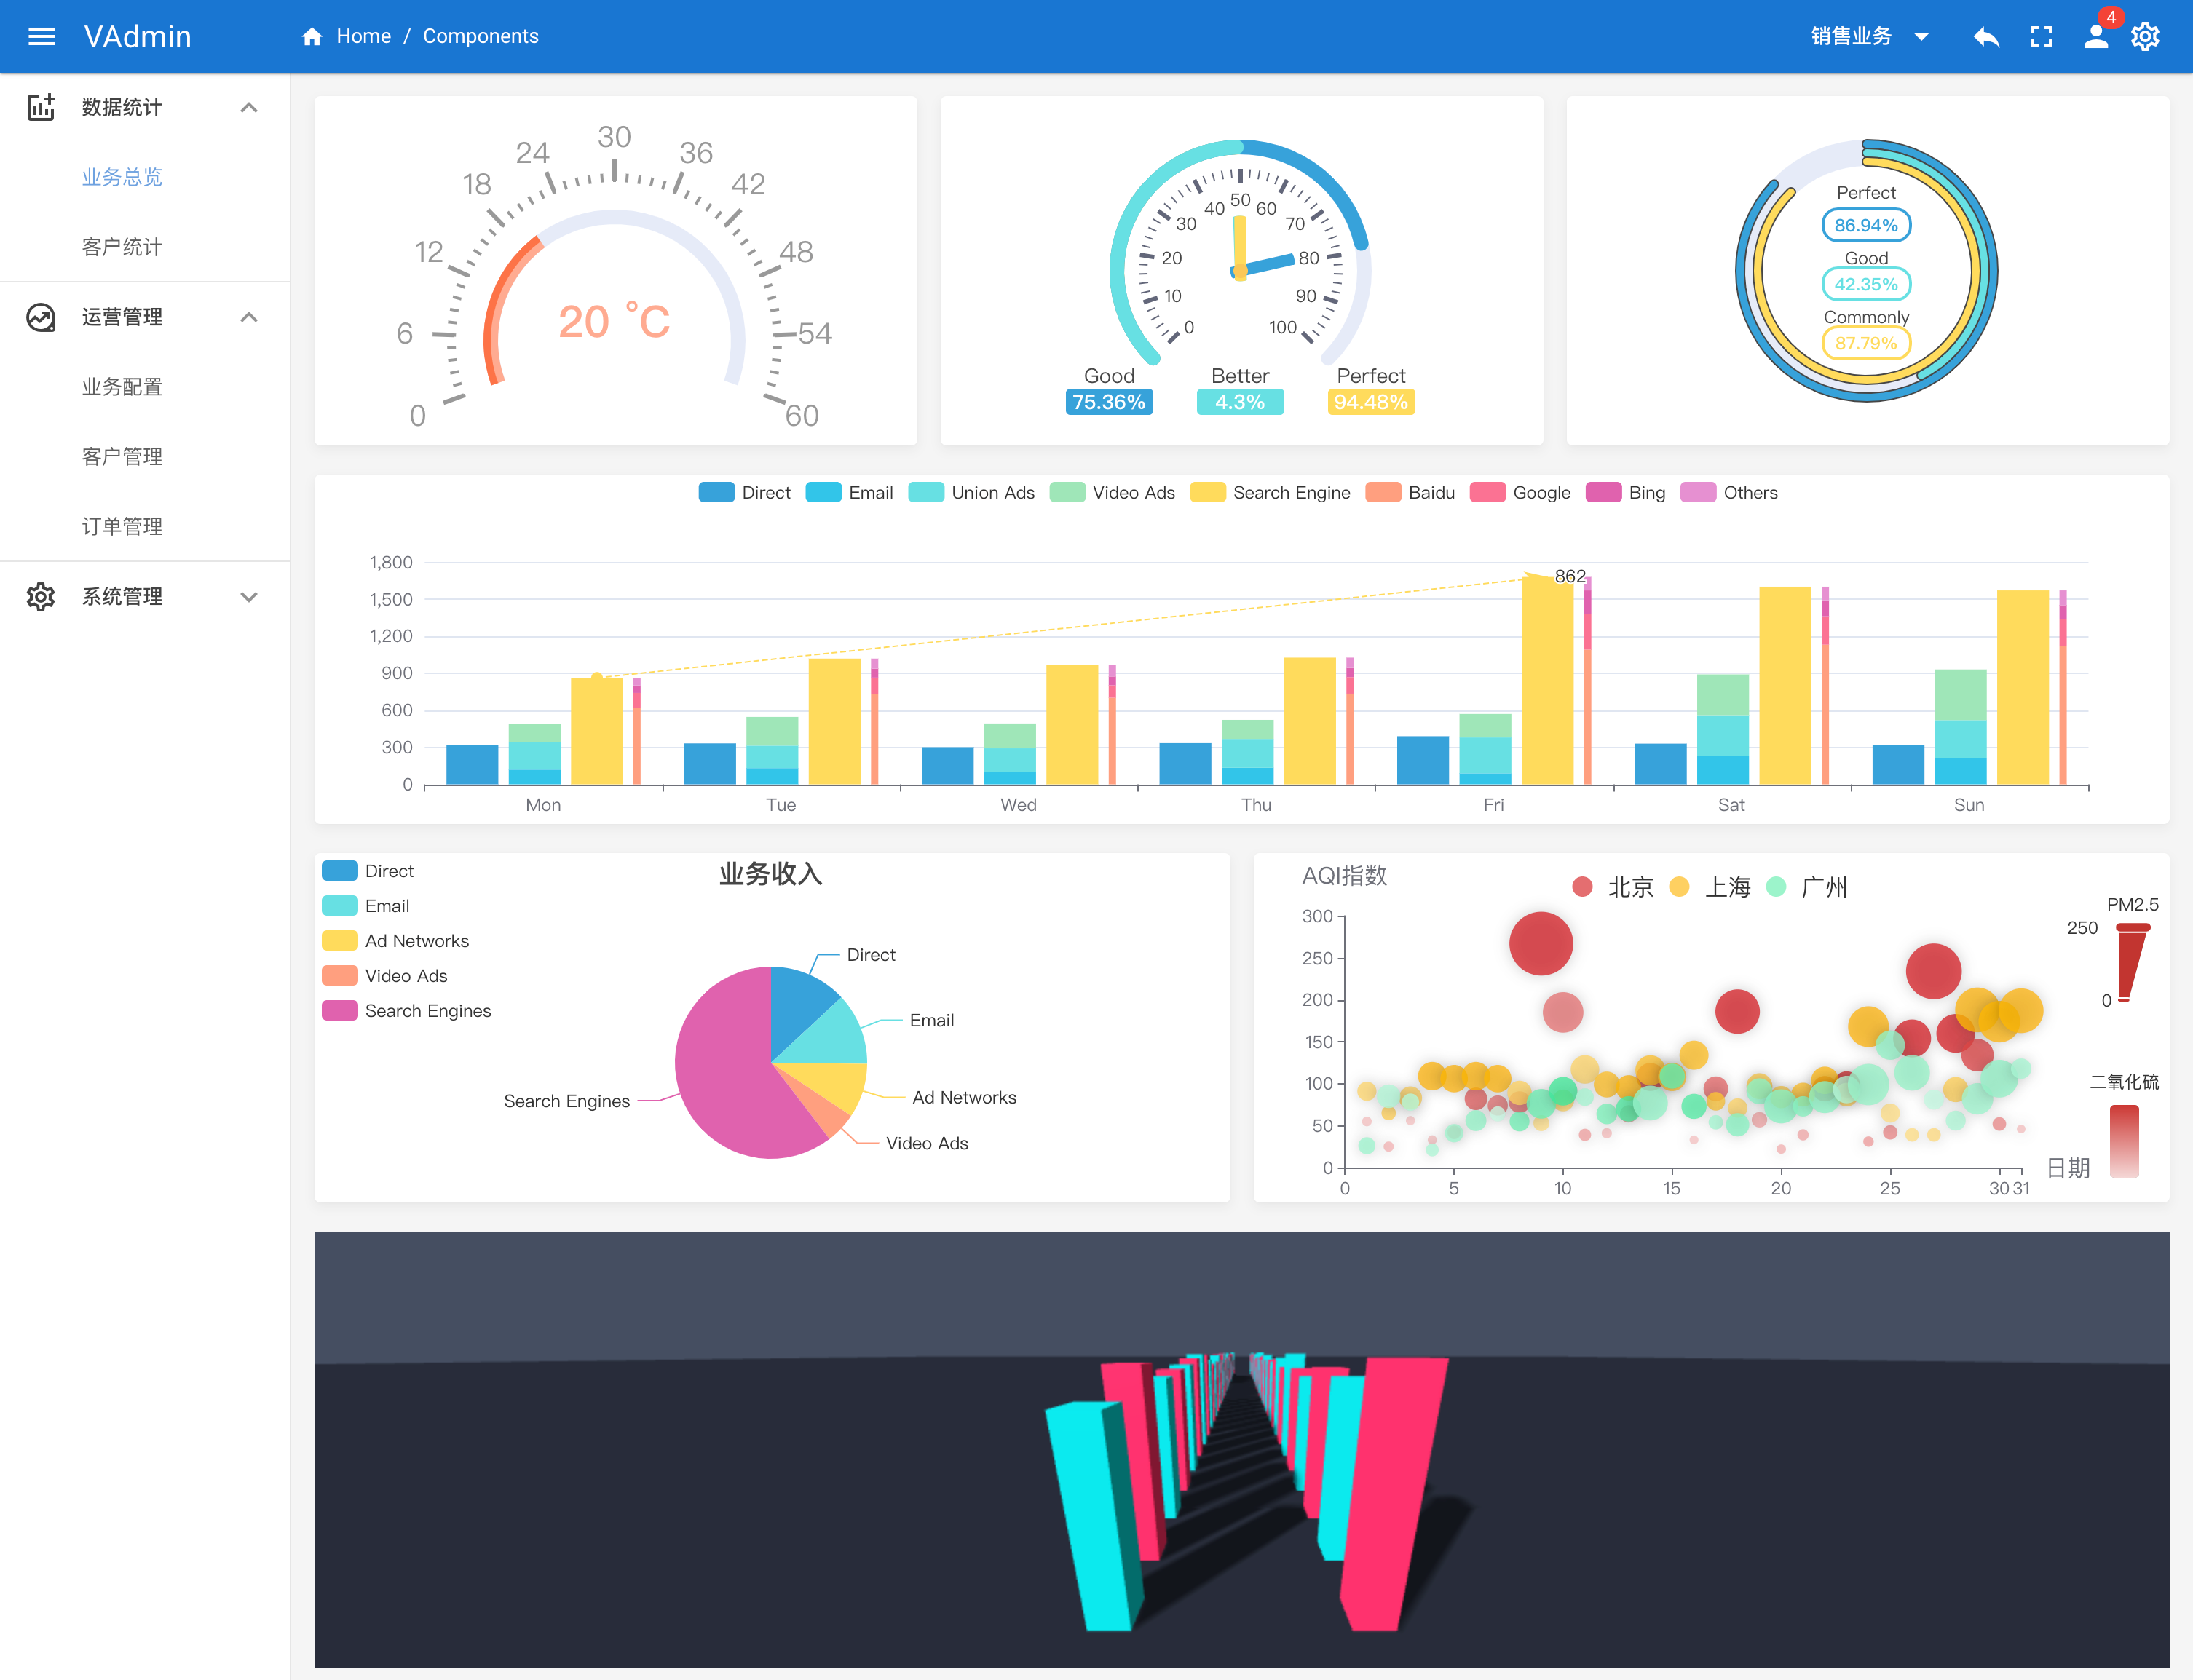 VAdmin
Home / Components
销售业务
4
数据统计
业务总览
客户统计
运营管理
业务配置
客户管理
订单管理
系统管理
0
6
12
18
24
30
36
42
48
54
60
20 °C
0
10
20
30
40
50
60
70
80
90
100
Good
Better
Perfect
75.36%
4.3%
94.48%
Perfect
86.94%
Good
42.35%
Commonly
87.79%
Direct Email Union Ads Video Ads Search Engine Baidu Google Bing Others
1,800
1,500
1,200
900
600
300
0
862
Mon Tue Wed Thu Fri Sat Sun
业务收入
Direct
Email
Ad Networks
Video Ads
Search Engines
Direct
Email
Ad Networks
Video Ads
Search Engines
AQI指数
北京 上海 广州
300
250
200
150
100
50
0
0 5 10 15 20 25 30 31
日期
PM2.5
250
0
二氧化硫